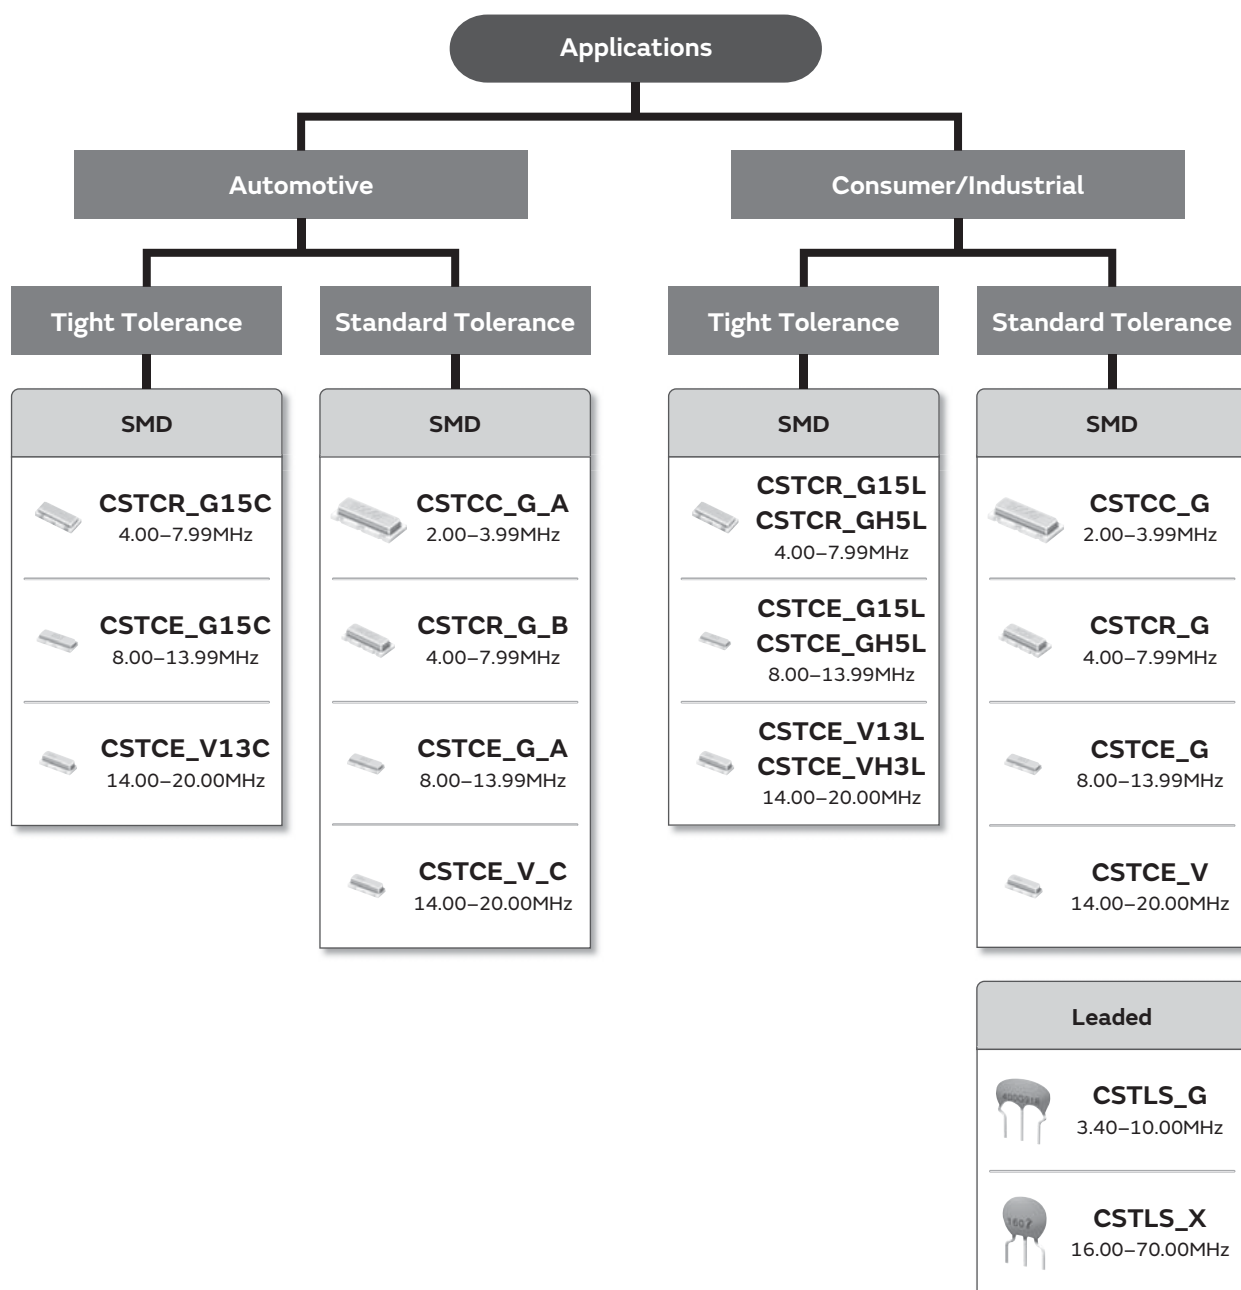 Applications
Automotive
Consumer/Industrial
Tight Tolerance
Standard Tolerance
Tight Tolerance
Standard Tolerance
SMD
CSTCR_G15C
4.00–7.99MHz
CSTCE_G15C
8.00–13.99MHz
CSTCE_V13C
14.00–20.00MHz
SMD
CSTCC_G_A
2.00–3.99MHz
CSTCR_G_B
4.00–7.99MHz
CSTCE_G_A
8.00–13.99MHz
CSTCE_V_C
14.00–20.00MHz
SMD
CSTCR_G15L
CSTCR_GH5L
4.00–7.99MHz
CSTCE_G15L
CSTCE_GH5L
8.00–13.99MHz
CSTCE_V13L
CSTCE_VH3L
14.00–20.00MHz
SMD
CSTCC_G
2.00–3.99MHz
CSTCR_G
4.00–7.99MHz
CSTCE_G
8.00–13.99MHz
CSTCE_V
14.00–20.00MHz
Leaded
CSTLS_G
3.40–10.00MHz
CSTLS_X
16.00–70.00MHz